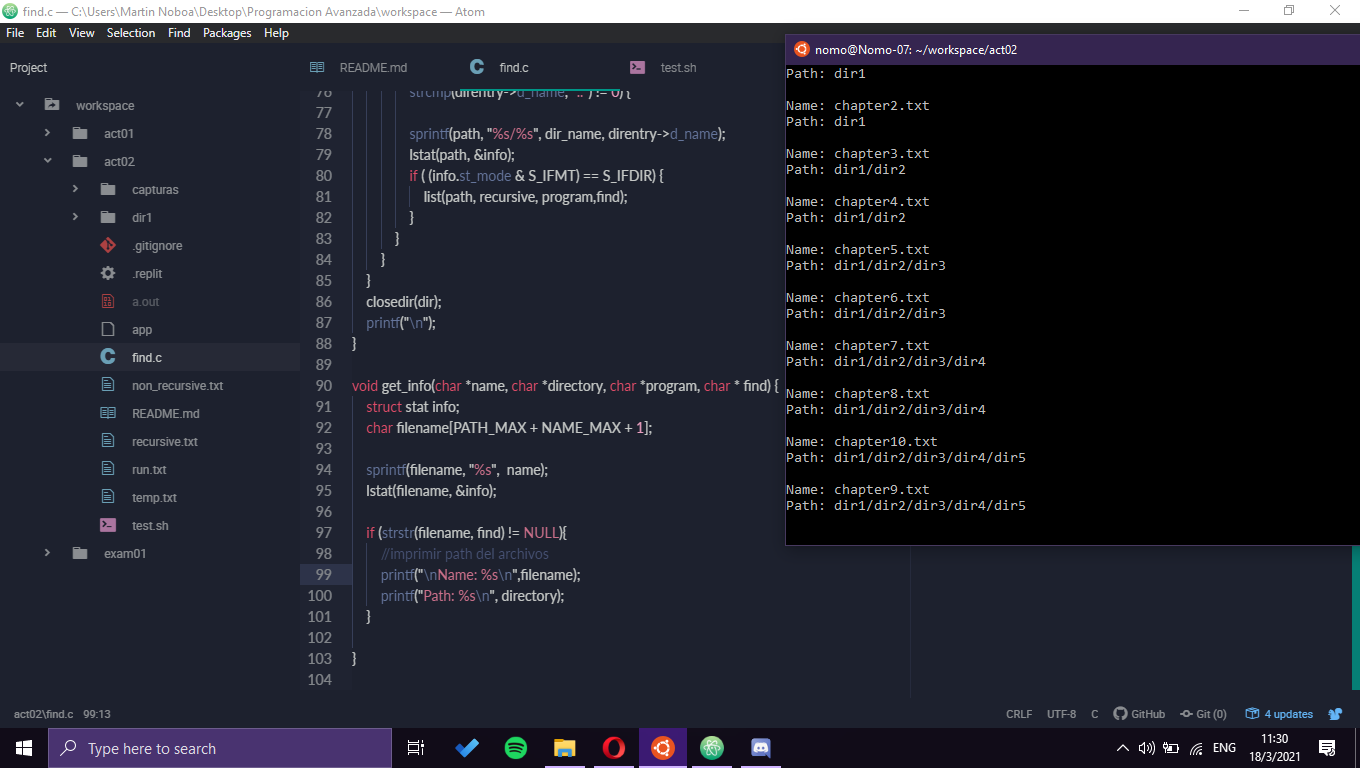 find.c — C:\Users\Martin Noboa\Desktop\Programacion Avanzada\workspace — Atom
File Edit View Selection Find Packages Help
Project
workspace
act01
act02
capturas
dir1
.gitignore
.replit
a.out
app
find.c
non_recursive.txt
README.md
recursive.txt
run.txt
temp.txt
test.sh
exam01
README.md find.c test.sh
76 strcmp(direntry->d_name, "..") != 0) {
77
78 sprintf(path, "%s/%s", dir_name, direntry->d_name);
79 lstat(path, &info);
80 if ( (info.st_mode & S_IFMT) == S_IFDIR) {
81 list(path, recursive, program,find);
82 }
83 }
84 }
85 }
86 closedir(dir);
87 printf("\n");
88 }
89
90 void get_info(char *name, char *directory, char *program, char * find) {
91 struct stat info;
92 char filename[PATH_MAX + NAME_MAX + 1];
93
94 sprintf(filename, "%s", name);
95 lstat(filename, &info);
96
97 if (strstr(filename, find) != NULL){
98 //imprimir path del archivos
99 printf("\nName: %s\n",filename);
100 printf("Path: %s\n", directory);
101 }
102
103 }
104
nomo@Nomo-07: ~/workspace/act02
Path: dir1
Name: chapter2.txt
Path: dir1
Name: chapter3.txt
Path: dir1/dir2
Name: chapter4.txt
Path: dir1/dir2
Name: chapter5.txt
Path: dir1/dir2/dir3
Name: chapter6.txt
Path: dir1/dir2/dir3
Name: chapter7.txt
Path: dir1/dir2/dir3/dir4
Name: chapter8.txt
Path: dir1/dir2/dir3/dir4
Name: chapter10.txt
Path: dir1/dir2/dir3/dir4/dir5
Name: chapter9.txt
Path: dir1/dir2/dir3/dir4/dir5
act02\find.c 99:13
CRLF UTF-8 C GitHub Git (0) 4 updates
Type here to search
ENG
11:30
18/3/2021